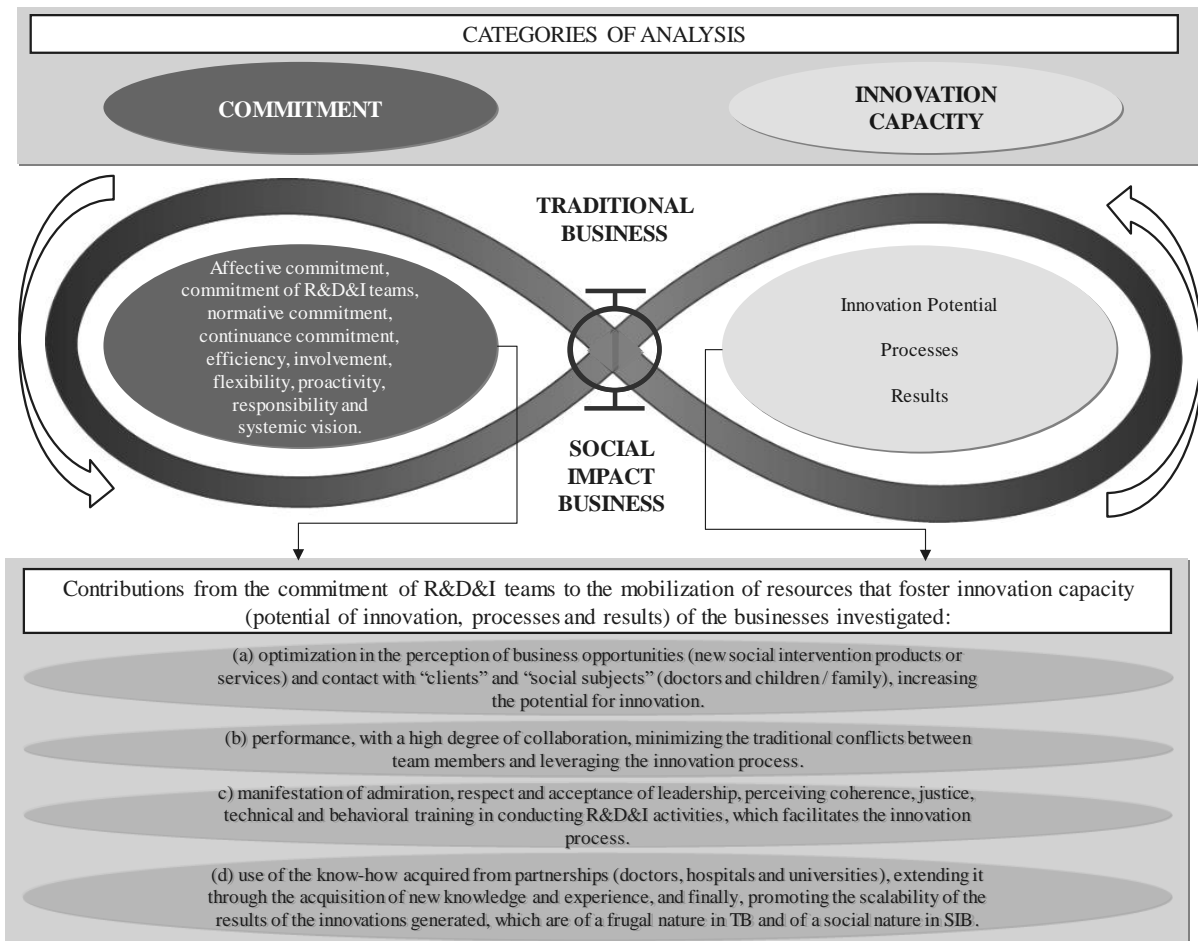 CATEGORIES OF ANALYSIS
COMMITMENT
INNOVATION
CAPACITY
TRADITIONAL
BUSINESS
Affective commitment,
commitment of R&D&I teams,
normative commitment,
continuance commitment,
efficiency, involvement,
flexibility, proactivity,
responsibility and
systemic vision.
Innovation Potential
Processes
Results
SOCIAL
IMPACT
BUSINESS
Contributions from the commitment of R&D&I teams to the mobilization of resources that foster innovation capacity
(potential of innovation, processes and results) of the businesses investigated:
(a) optimization in the perception of business opportunities (new social intervention products or
services) and contact with “clients” and “social subjects” (doctors and children / family), increasing
the potential for innovation.
(b) performance, with a high degree of collaboration, minimizing the traditional conflicts between
team members and leveraging the innovation process.
c) manifestation of admiration, respect and acceptance of leadership, perceiving coherence, justice,
technical and behavioral training in conducting R&D&I activities, which facilitates the innovation
process.
(d) use of the know-how acquired from partnerships (doctors, hospitals and universities), extending it
through the acquisition of new knowledge and experience, and finally, promoting the scalability of the
results of the innovations generated, which are of a frugal nature in TB and of a social nature in SIB.